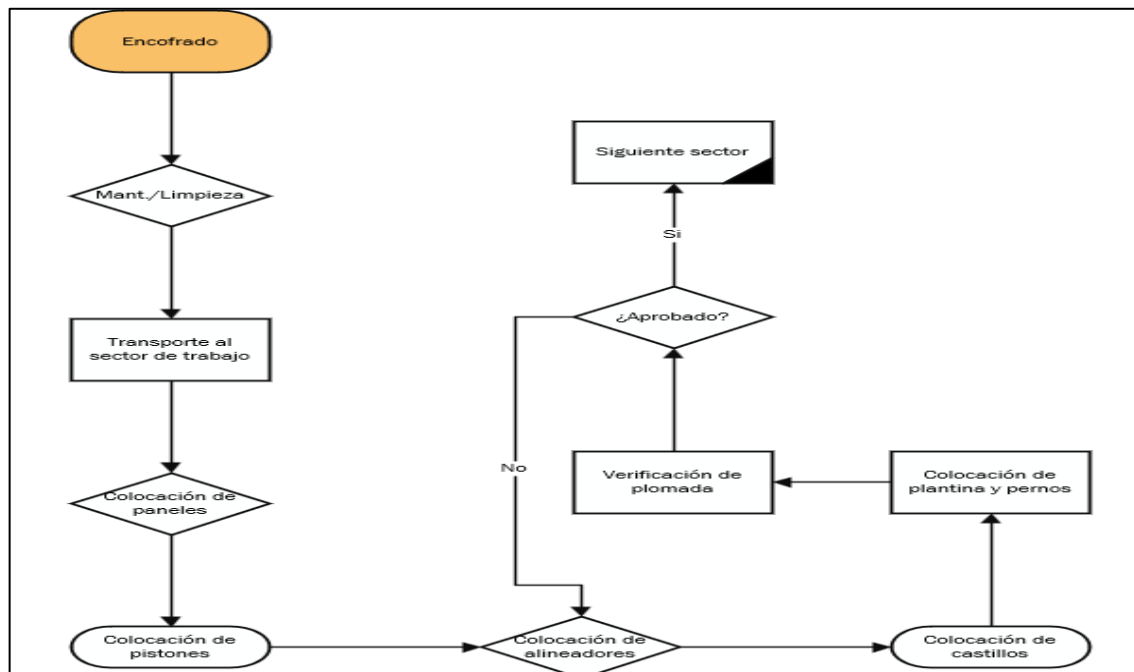 Encofrado
Mant./Limpieza
Transporte al
sector de trabajo
Colocación de
paneles
Colocación de
pistones
Colocación de
alineadores
Colocación de
castillos
Colocación de
plantina y pernos
Verificación de
plomada
¿Aprobado?
No
Si
Siguiente sector